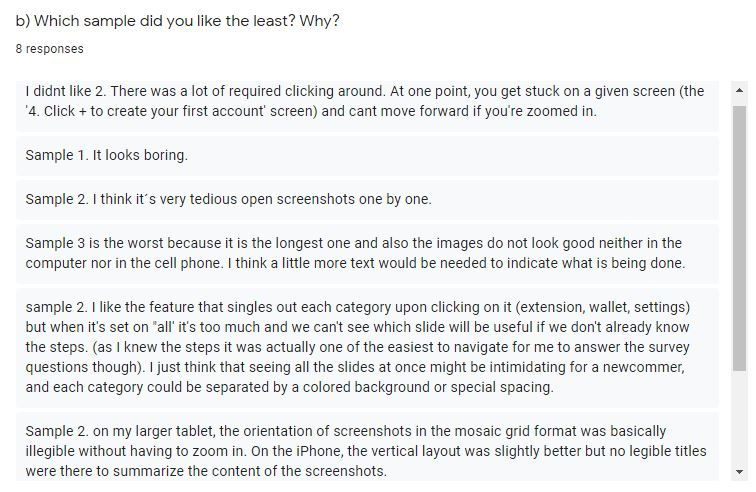 b) Which sample did you like the least? Why?
8 responses
I didnt like 2. There was a lot of required clicking around. At one point, you get stuck on a given screen (the
'4. Click + to create your first account' screen) and cant move forward if you're zoomed in.
Sample 1. It looks boring.
Sample 2. I think it´s very tedious open screenshots one by one.
Sample 3 is the worst because it is the longest one and also the images do not look good neither in the
computer nor in the cell phone. I think a little more text would be needed to indicate what is being done.
sample 2. I like the feature that singles out each category upon clicking on it (extension, wallet, settings)
but when it's set on "all' it's too much and we can't see which slide will be useful if we don't already know
the steps. (as I knew the steps it was actually one of the easiest to navigate for me to answer the survey
questions though). I just think that seeing all the slides at once might be intimidating for a newcommer,
and each category could be separated by a colored background or special spacing.
Sample 2. on my larger tablet, the orientation of screenshots in the mosaic grid format was basically
illegible without having to zoom in. On the iPhone, the vertical layout was slightly better but no legible titles
were there to summarize the content of the screenshots.